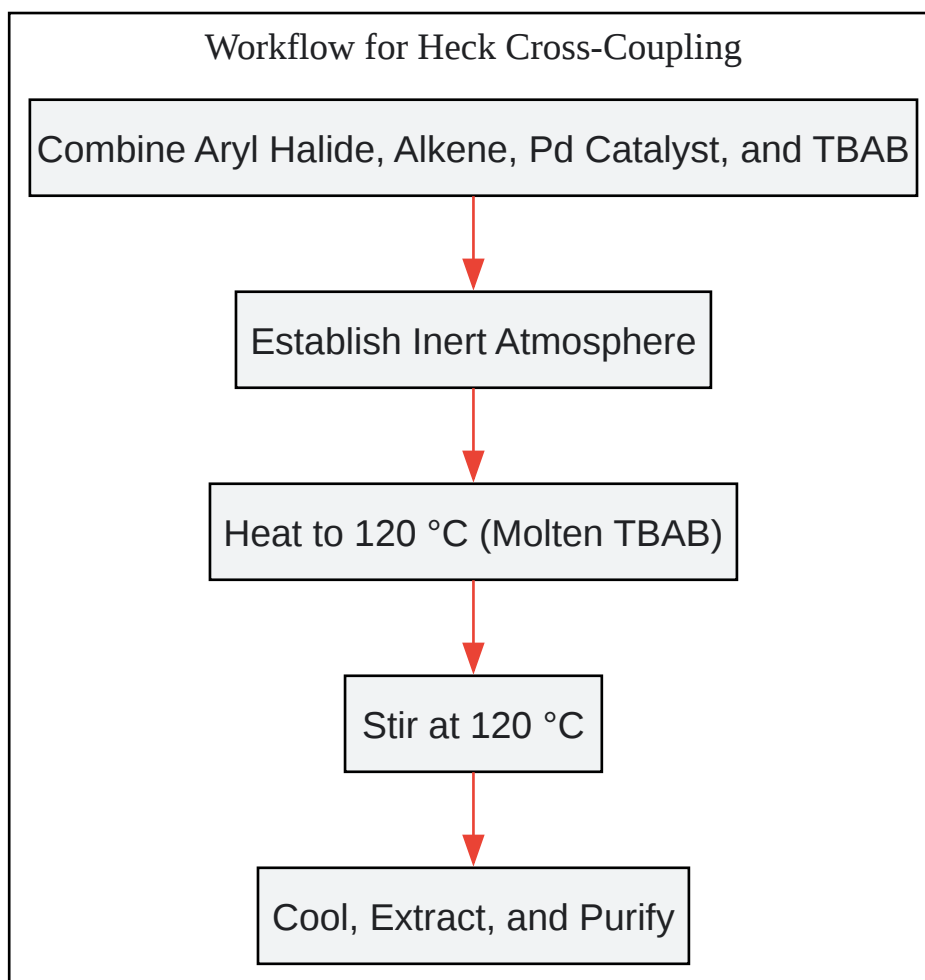 Workflow for Heck Cross-Coupling
Combine Aryl Halide, Alkene, Pd Catalyst, and TBAB
Establish Inert Atmosphere
Heat to 120 °C (Molten TBAB)
Stir at 120 °C
Cool, Extract, and Purify